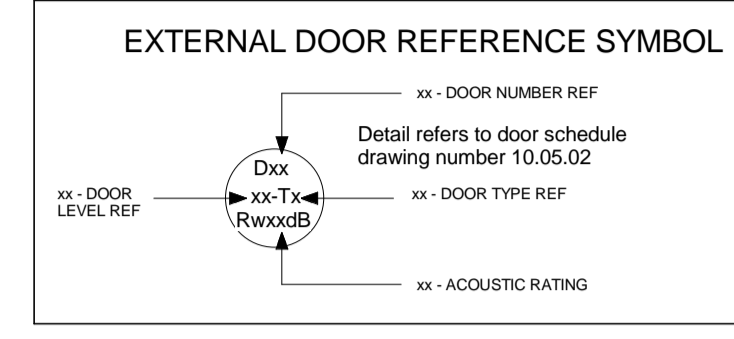 EXTERNAL DOOR REFERENCE SYMBOL
xx - DOOR NUMBER REF
Detail refers to door schedule
drawing number 10.05.02
Dxx
xx - DOOR
LEVEL REF
xx-Tx
xx - DOOR TYPE REF
RwxxdB
xx - ACOUSTIC RATING